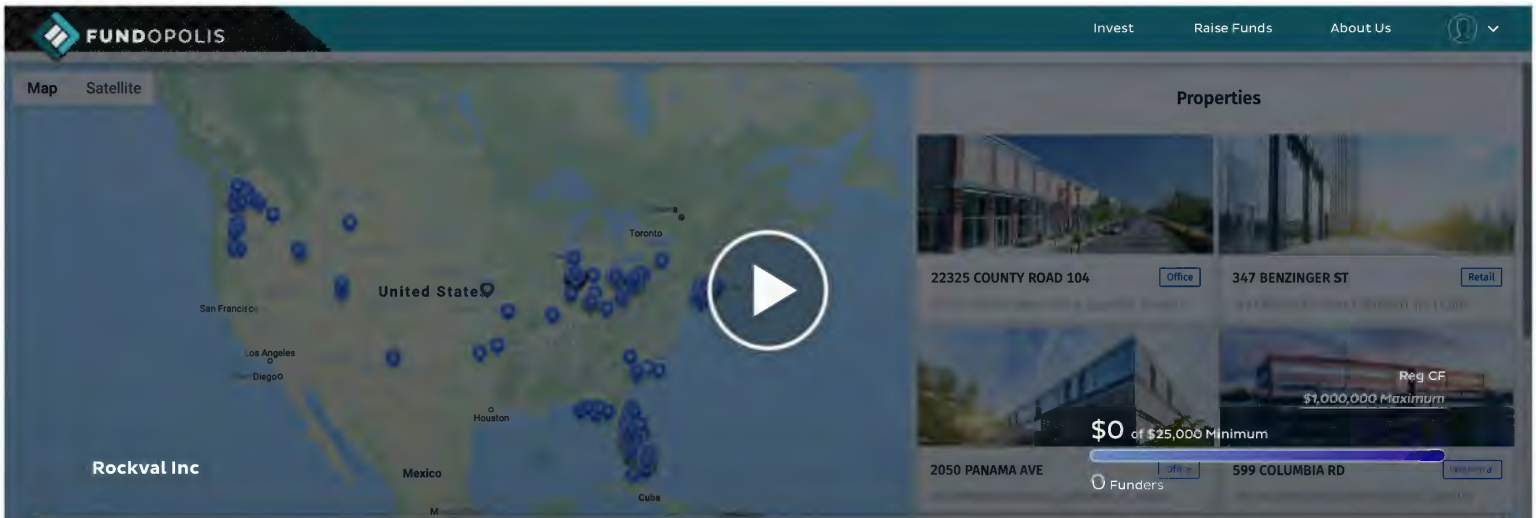 FUNDOPOLIS
Invest Raise Funds About Us
Map Satellite
Properties
Toronto
United States
San Francisco
Los Angeles
Diego
Houston
Mexico
Cuba
22325 COUNTY ROAD 104 Office
347 BENZINGER ST Retail
Reg CF
$1,000,000 Maximum
$0 of $25,000 Minimum
2050 PANAMA AVE Office
599 COLUMBIA RD
0 Funders
Rockval Inc